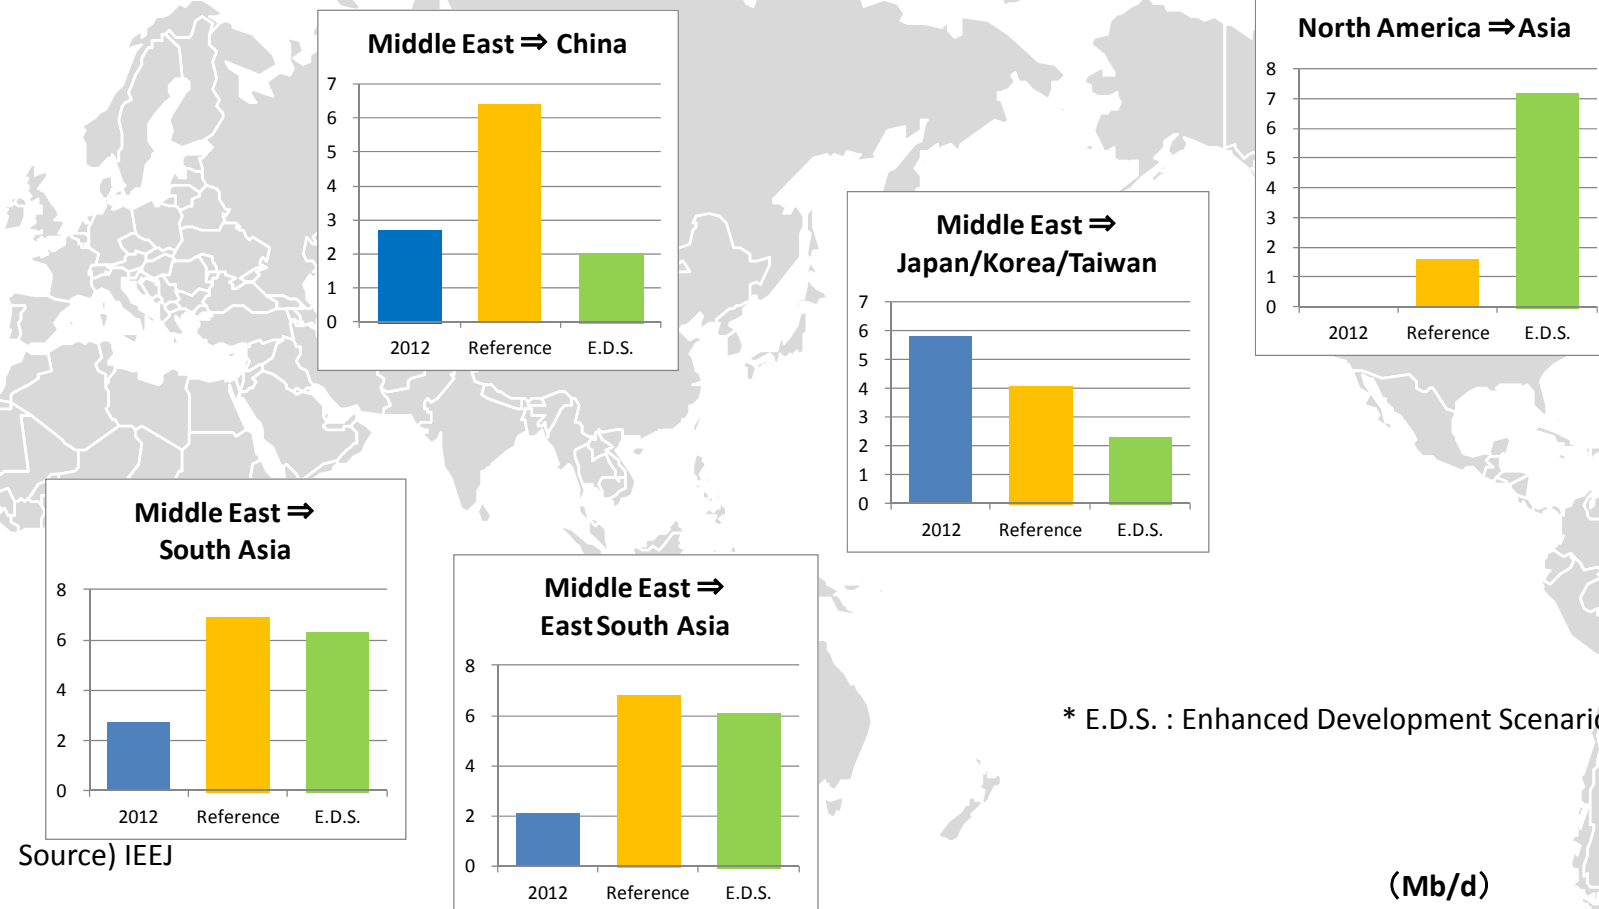 Middle East ⇒ China
7
6
5
4
3
2
1
0
2012 Reference E.D.S.
North America ⇒ Asia
8
7
6
5
4
3
2
1
0
2012 Reference E.D.S.
Middle East ⇒
Japan/Korea/Taiwan
7
6
5
4
3
2
1
0
2012 Reference E.D.S.
Middle East ⇒
South Asia
8
6
4
2
0
2012 Reference E.D.S.
Middle East ⇒
East South Asia
8
6
4
2
0
2012 Reference E.D.S.
* E.D.S. : Enhanced Development Scenario
Source) IEEJ
（Mb/d）